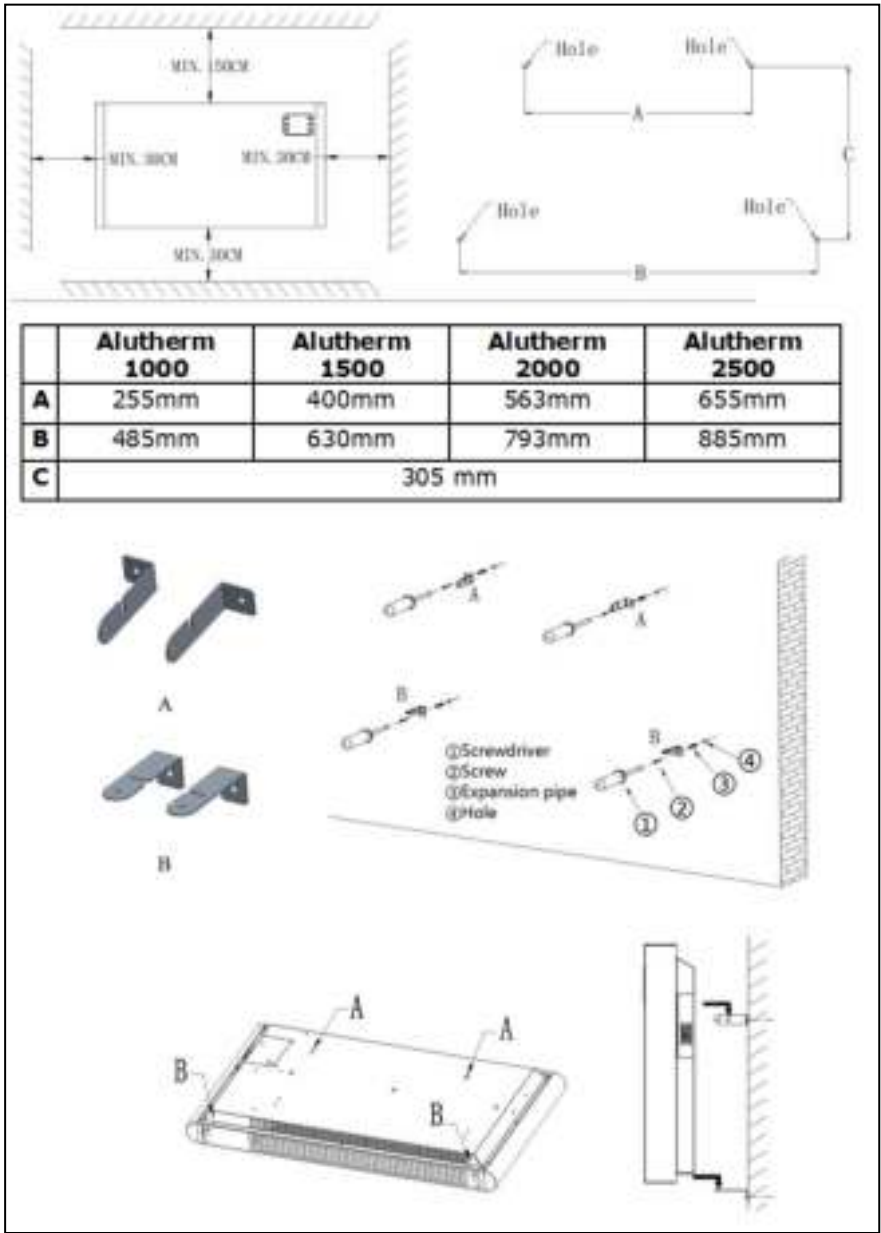 MIN. 150CM
MIN. 30CM
MIN. 30CM
MIN. 30CM
Hole
Hole
A
C
Hole
Hole
B
Alutherm 1000
Alutherm 1500
Alutherm 2000
Alutherm 2500
A 255mm 400mm 563mm 655mm
B 485mm 630mm 793mm 885mm
C 305 mm
A
B
A
A
B
B
①Screwdriver
②Screw
③Expansion pipe
④Hole
①
②
③
④
A
A
B
B